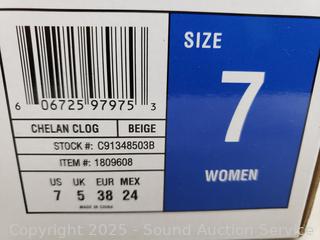 SIZE
7
WOMEN
6 06725 97975 3
CHELAN CLOG BEIGE
STOCK #: C91348503B
ITEM #: 1809608
US UK EUR MEX
7 5 38 24
MADE IN CHINA
Copyright 2025 - Sound Auction Service